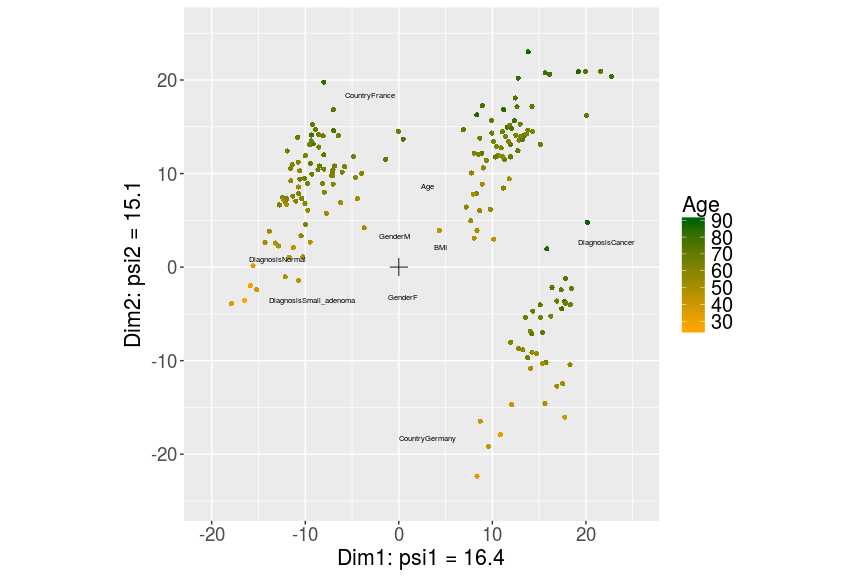 CountryFrance
Age
GenderM
BMI
DiagnosisCancer
DiagnosisNormal
DiagnosisSmall_adenoma
GenderF
CountryGermany
20
10
0
-10
-20
-20
-10
0
10
20
Dim1: psi1 = 16.4
Dim2: psi2 = 15.1
Age
90
80
70
60
50
40
30